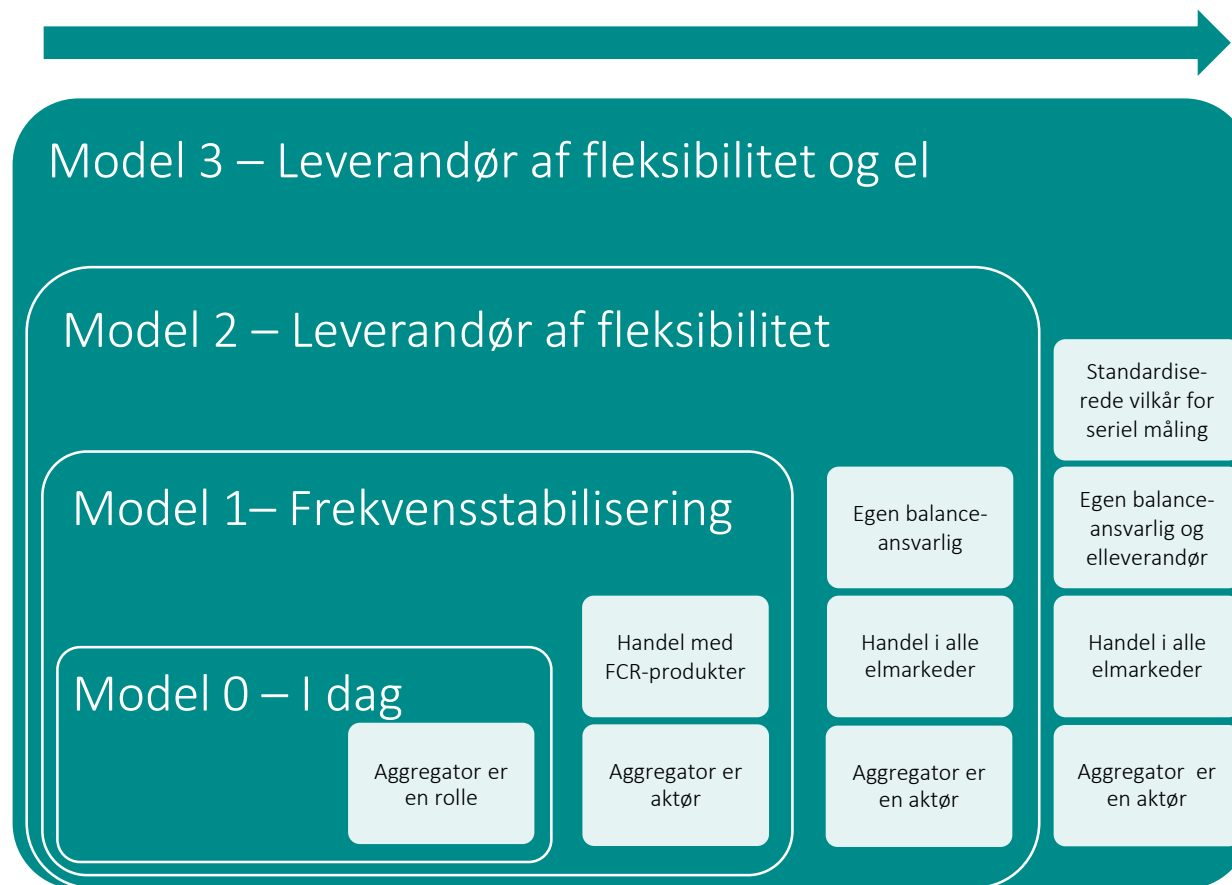 Model 3 – Leverandør af fleksibilitet og el
Model 2 – Leverandør af fleksibilitet
Standardise-
rede vilkår for
seriel måling
Model 1– Frekvensstabilisering
Egen balance-
ansvarlig
Egen balance-
ansvarlig og
elleverandør
Handel med
FCR-produkter
Handel i alle
elmarkeder
Handel i alle
elmarkeder
Model 0 – I dag
Aggregator er
en rolle
Aggregator er
aktør
Aggregator er
en aktør
Aggregator er
en aktør